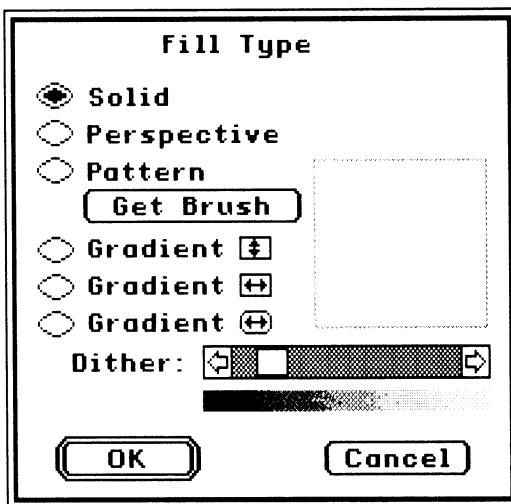 Fill Type
Solid
Perspective
Pattern
Get Brush
Gradient
Gradient
Gradient
Dither:
OK
Cancel